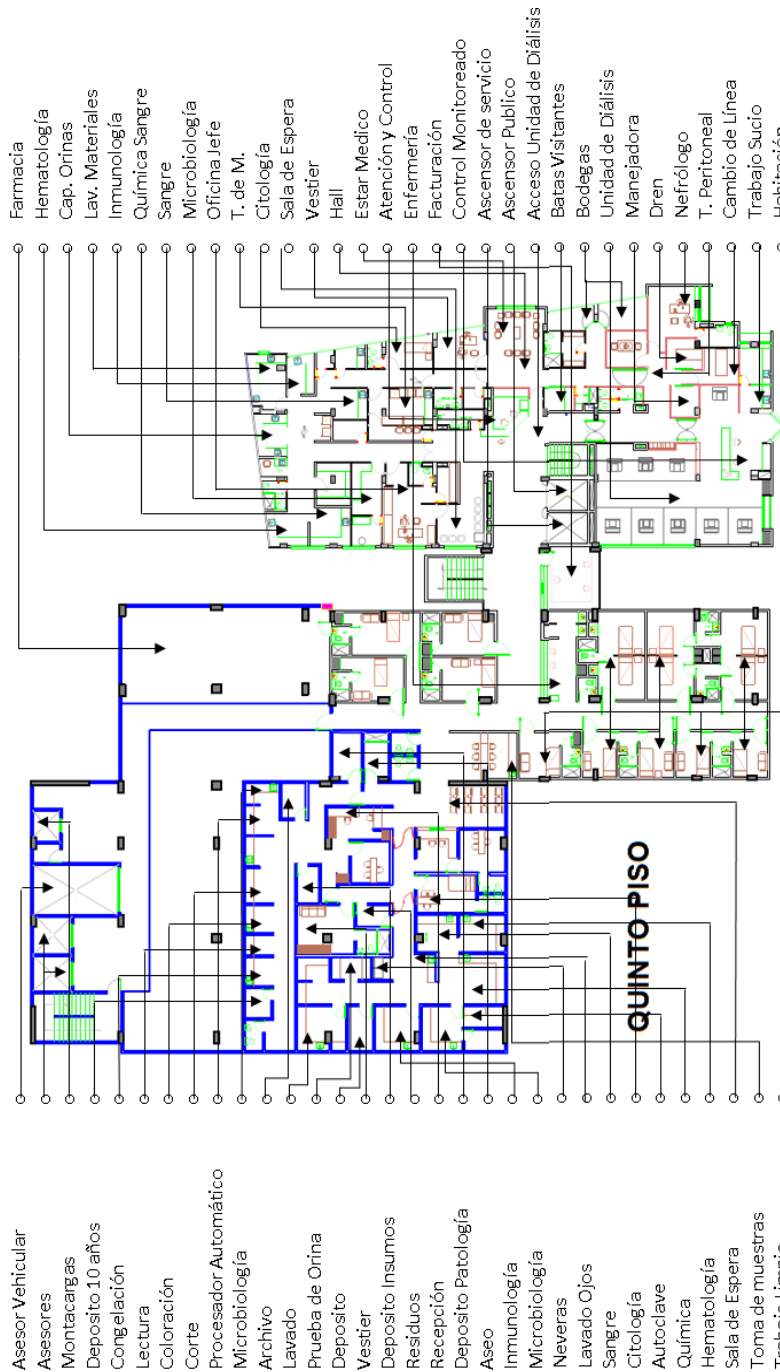 Farmacia
Hematología
Cap. Orinas
Lav. Materiales
Inmunología
Química Sangre
Sangre
Microbiología
Oficina Jefe
T. de M.
Citología
Sala de Espera
Vestier
Hall
Estar Medico
Atención y Control
Enfermería
Facturación
Control Monitoreado
Ascensor de servicio
Ascensor Publico
Acceso Unidad de Diálisis
Batas Visitantes
Bodegas
Unidad de Diálisis
Manejadora
Dren
Nefrólogo
T. Peritoneal
Cambio de Línea
Trabajo Sucio
Habitación
QUINTO PISO
Asesor Vehicular
Asesores
Montacargas
Deposito 10 años
Congelación
Lectura
Coloración
Corte
Procesador Automático
Microbiología
Archivo
Lavado
Prueba de Orina
Deposito
Vestier
Deposito Insumos
Residuos
Recepción
Deposito Patología
Aseo
Inmunología
Microbiología
Neveras
Lavado Ojos
Sangre
Citología
Autoclave
Química
Hematología
Sala de Espera
Toma de muestras